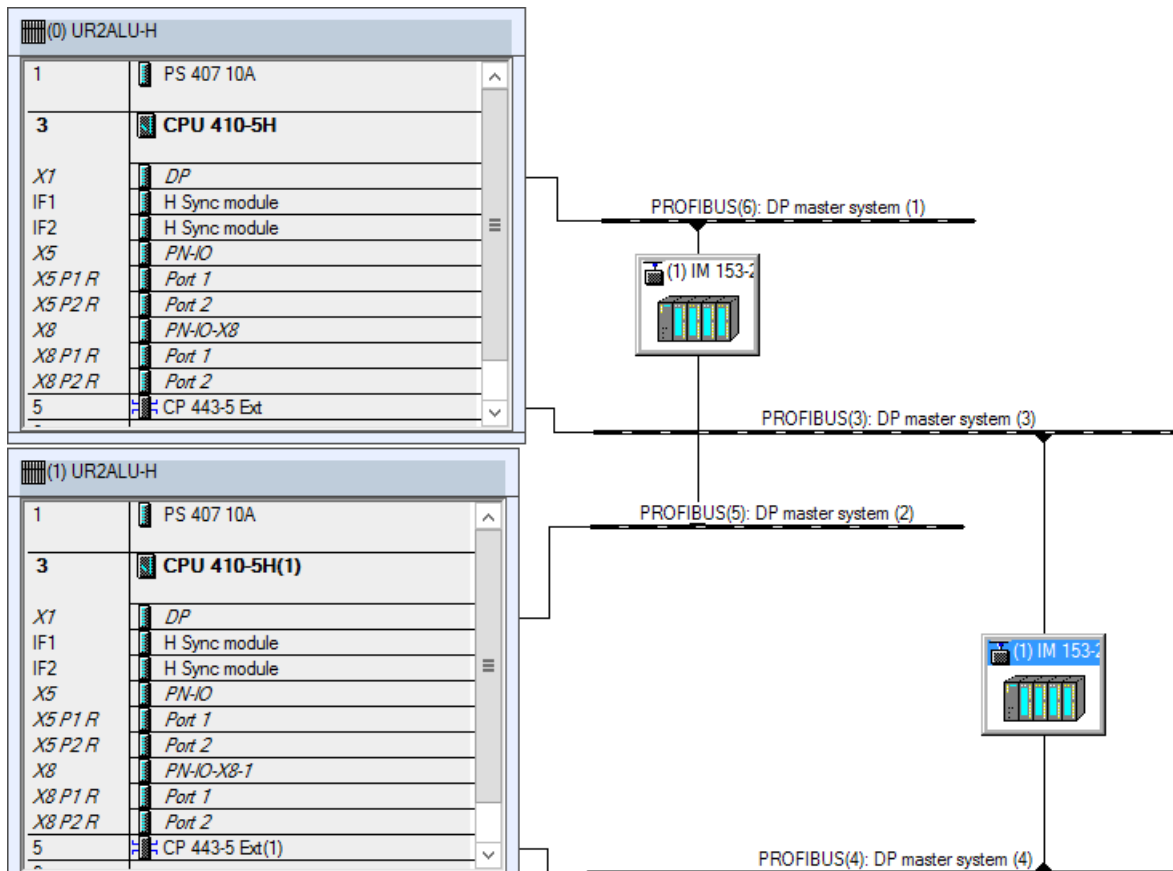 (0) UR2ALU-H
1 PS 407 10A
3 CPU 410-5H
X1 DP
IF1 H Sync module
IF2 H Sync module
X5 PN-IO
X5 P1 R Port 1
X5 P2 R Port 2
X8 PN-IO-X8
X8 P1 R Port 1
X8 P2 R Port 2
5 CP 443-5 Ext
PROFIBUS(6): DP master system (1)
(1) IM 153-2
PROFIBUS(3): DP master system (3)
(1) UR2ALU-H
1 PS 407 10A
3 CPU 410-5H(1)
X1 DP
IF1 H Sync module
IF2 H Sync module
X5 PN-IO
X5 P1 R Port 1
X5 P2 R Port 2
X8 PN-IO-X8-1
X8 P1 R Port 1
X8 P2 R Port 2
5 CP 443-5 Ext(1)
PROFIBUS(5): DP master system (2)
(1) IM 153-2
PROFIBUS(4): DP master system (4)